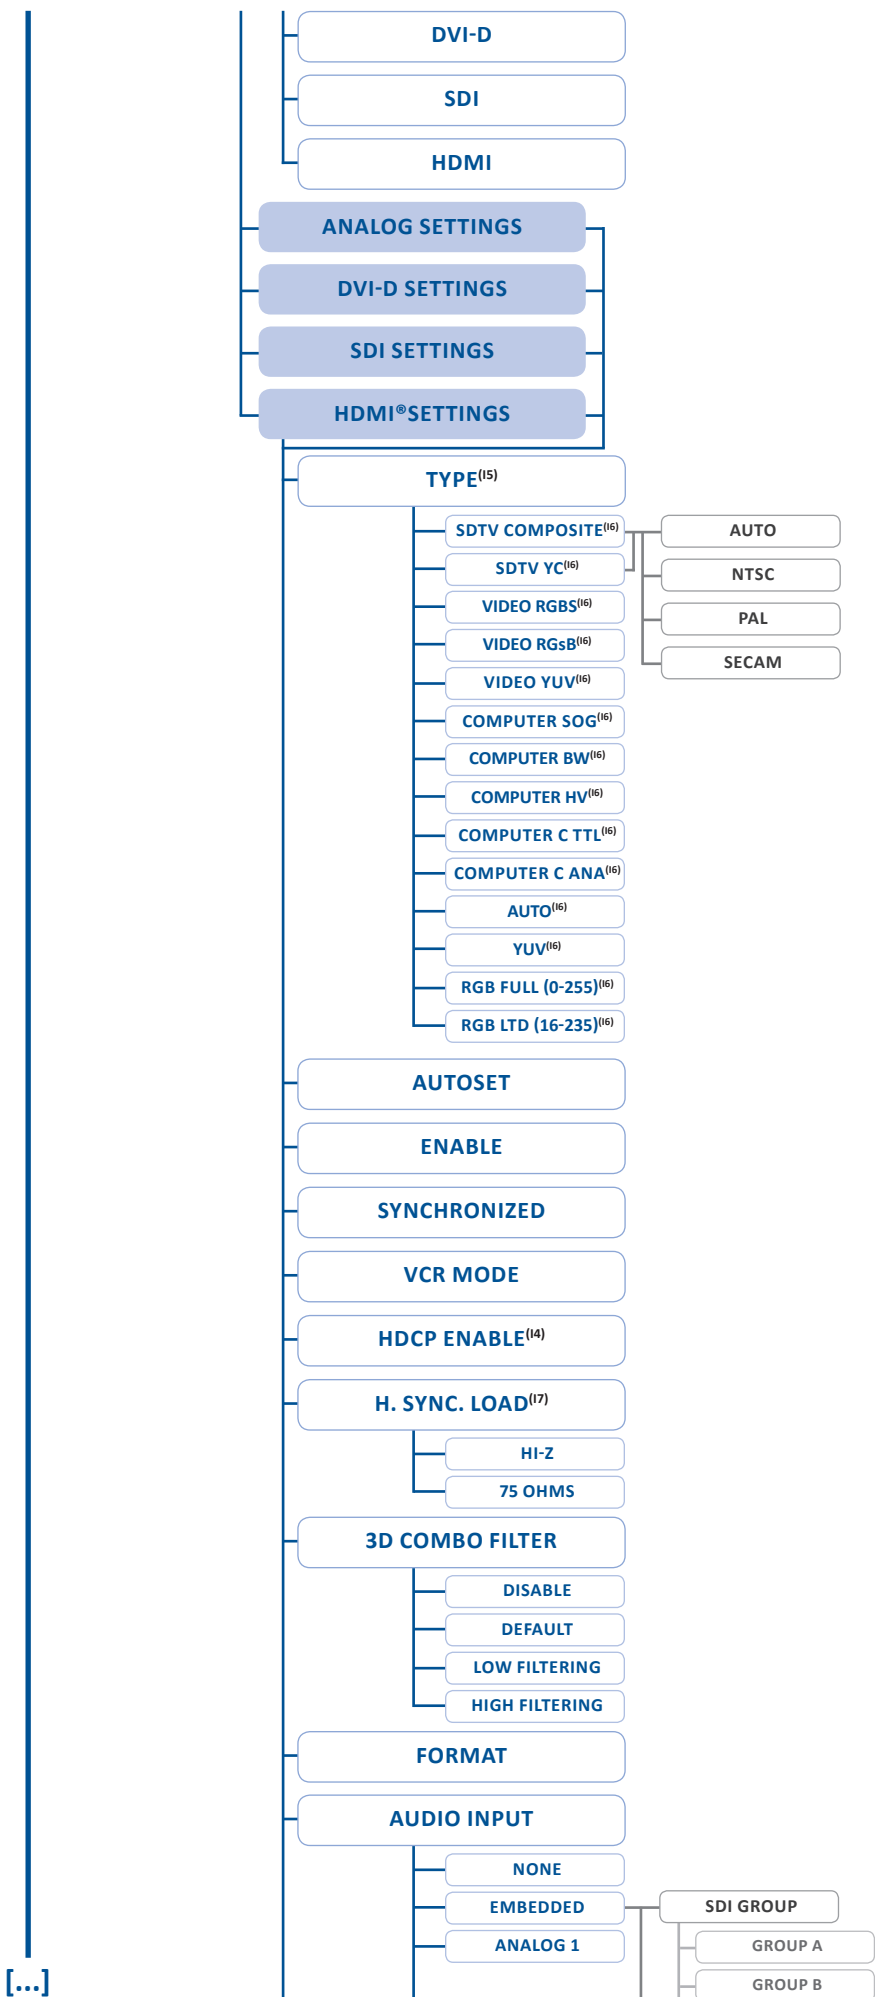 DVI-D
SDI
HDMI
ANALOG SETTINGS
DVI-D SETTINGS
SDI SETTINGS
HDMI®SETTINGS
TYPE(I5)
SDTV COMPOSITE(I6)
AUTO
SDTV YC(I6)
NTSC
VIDEO RGBS(I6)
PAL
VIDEO RGsB(I6)
SECAM
VIDEO YUV(I6)
COMPUTER SOG(I6)
COMPUTER BW(I6)
COMPUTER HV(I6)
COMPUTER C TTL(I6)
COMPUTER C ANA(I6)
AUTO(I6)
YUV(I6)
RGB FULL (0-255)(I6)
RGB LTD (16-235)(I6)
AUTOSET
ENABLE
SYNCHRONIZED
VCR MODE
HDCP ENABLE(I4)
H. SYNC. LOAD(I7)
HI-Z
75 OHMS
3D COMBO FILTER
DISABLE
DEFAULT
LOW FILTERING
HIGH FILTERING
FORMAT
AUDIO INPUT
NONE
EMBEDDED
SDI GROUP
ANALOG 1
GROUP A
GROUP B
[...]